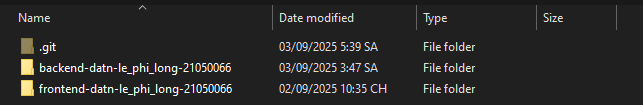 Name Date modified Type Size
.git 03/09/2025 5:39 SA File folder
backend-datn-le_phi_long-21050066 03/09/2025 3:47 SA File folder
frontend-datn-le_phi_long-21050066 02/09/2025 10:35 CH File folder